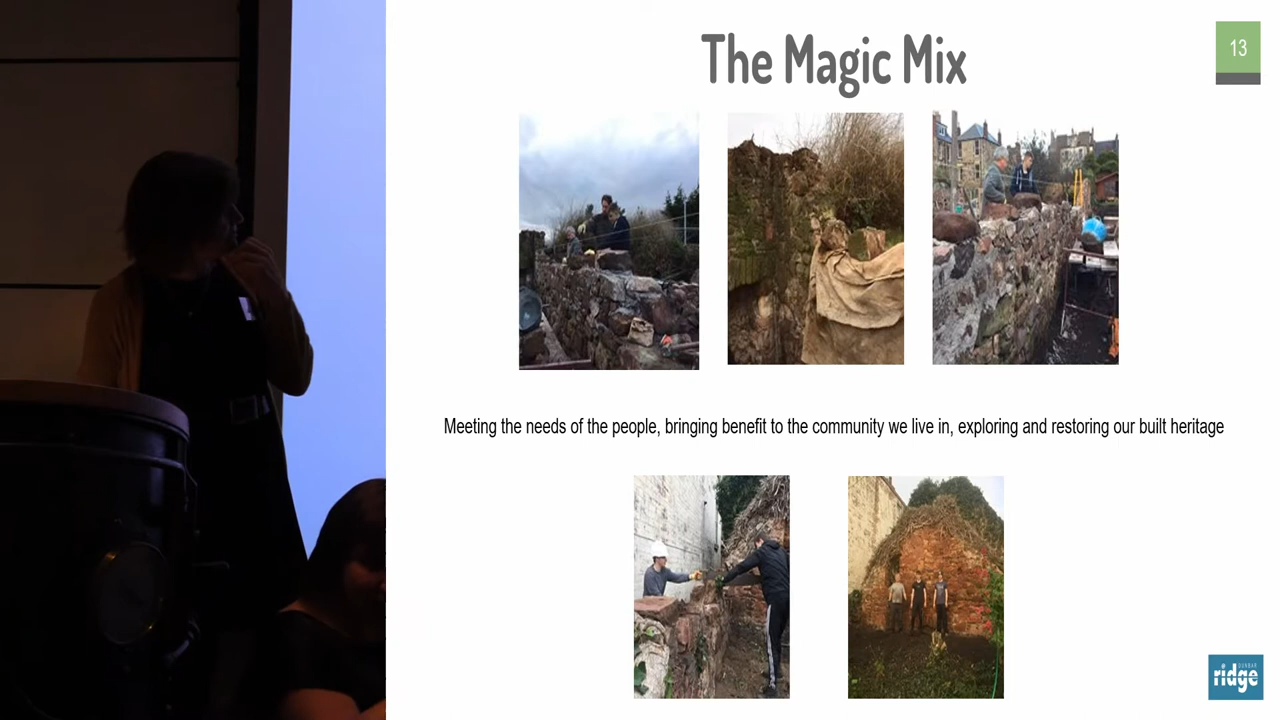 The Magic Mix
13
Meeting the needs of the people, bringing benefit to the community we live in, exploring and restoring our built heritage
DUNBAR
ridge